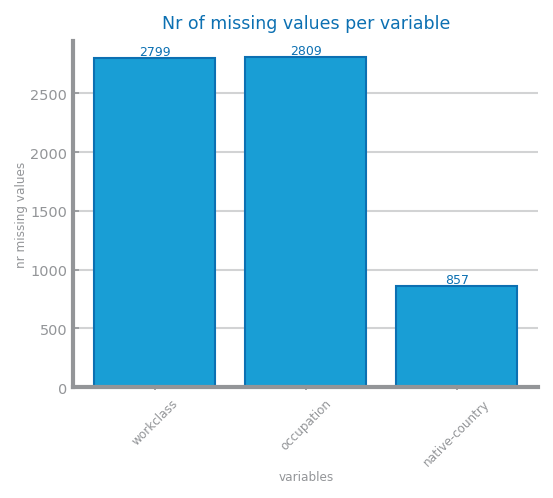 Nr of missing values per variable
2799
2809
857
nr missing values
2500
2000
1500
1000
500
0
workclass
occupation
native-country
variables